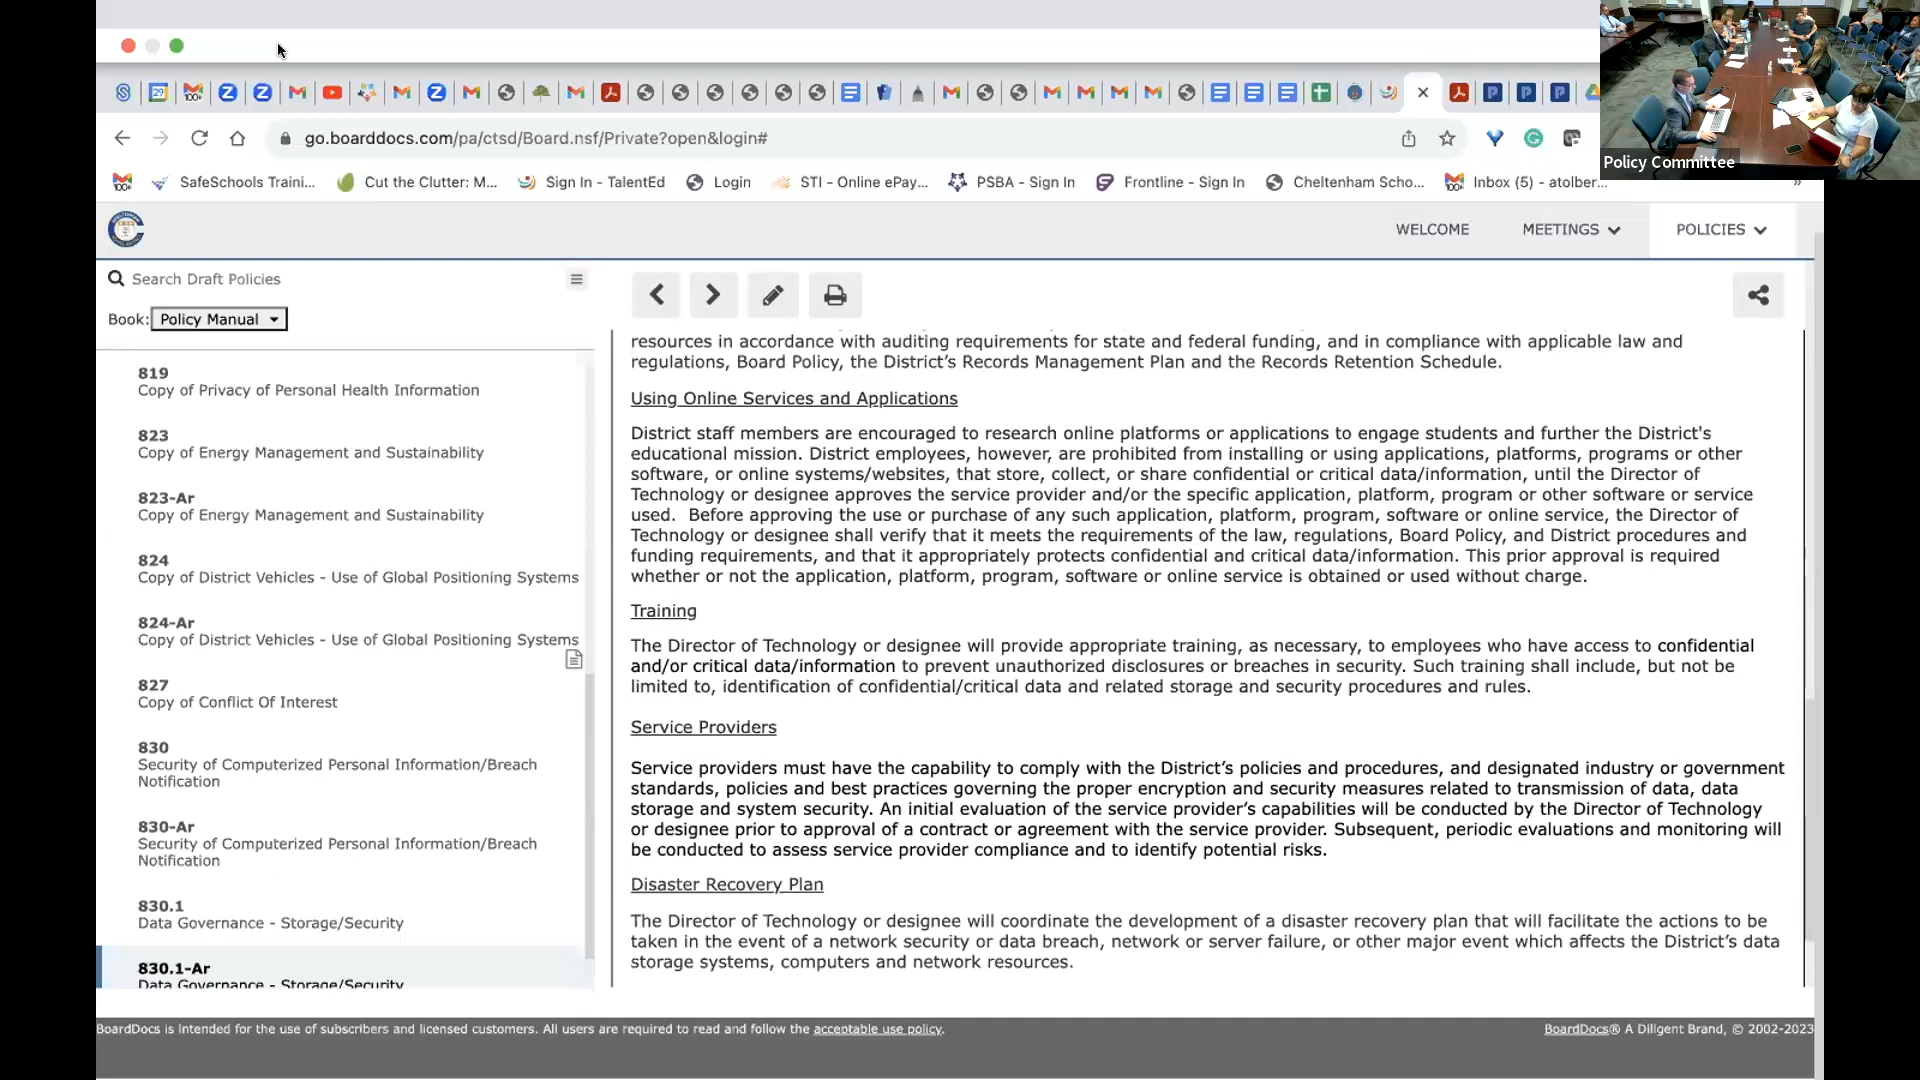 go.boarddocs.com/pa/ctsd/Board.nsf/Private?open&login#
SafeSchools Traini... Cut the Clutter: M... Sign In - TalentEd Login STI - Online ePay... PSBA - Sign In Frontline - Sign In Cheltenham Scho... Inbox (5) - atolber... »
Policy Committee
WELCOME MEETINGS POLICIES
Search Draft Policies
Book: Policy Manual
819
Copy of Privacy of Personal Health Information
823
Copy of Energy Management and Sustainability
823-Ar
Copy of Energy Management and Sustainability
824
Copy of District Vehicles - Use of Global Positioning Systems
824-Ar
Copy of District Vehicles - Use of Global Positioning Systems
827
Copy of Conflict Of Interest
830
Security of Computerized Personal Information/Breach
Notification
830-Ar
Security of Computerized Personal Information/Breach
Notification
830.1
Data Governance - Storage/Security
830.1-Ar
Data Governance - Storage/Security
resources in accordance with auditing requirements for state and federal funding, and in compliance with applicable law and
regulations, Board Policy, the District's Records Management Plan and the Records Retention Schedule.
Using Online Services and Applications
District staff members are encouraged to research online platforms or applications to engage students and further the District's
educational mission. District employees, however, are prohibited from installing or using applications, platforms, programs or other
software, or online systems/websites, that store, collect, or share confidential or critical data/information, until the Director of
Technology or designee approves the service provider and/or the specific application, platform, program or other software or service
used. Before approving the use or purchase of any such application, platform, program, software or online service, the Director of
Technology or designee shall verify that it meets the requirements of the law, regulations, Board Policy, and District procedures and
funding requirements, and that it appropriately protects confidential and critical data/information. This prior approval is required
whether or not the application, platform, program, software or online service is obtained or used without charge.
Training
The Director of Technology or designee will provide appropriate training, as necessary, to employees who have access to confidential
and/or critical data/information to prevent unauthorized disclosures or breaches in security. Such training shall include, but not be
limited to, identification of confidential/critical data and related storage and security procedures and rules.
Service Providers
Service providers must have the capability to comply with the District's policies and procedures, and designated industry or government
standards, policies and best practices governing the proper encryption and security measures related to transmission of data, data
storage and system security. An initial evaluation of the service provider's capabilities will be conducted by the Director of Technology
or designee prior to approval of a contract or agreement with the service provider. Subsequent, periodic evaluations and monitoring will
be conducted to assess service provider compliance and to identify potential risks.
Disaster Recovery Plan
The Director of Technology or designee will coordinate the development of a disaster recovery plan that will facilitate the actions to be
taken in the event of a network security or data breach, network or server failure, or other major event which affects the District's data
storage systems, computers and network resources.
BoardDocs is intended for the use of subscribers and licensed customers. All users are required to read and follow the acceptable use policy.
BoardDocs® A Diligent Brand, © 2002-2023